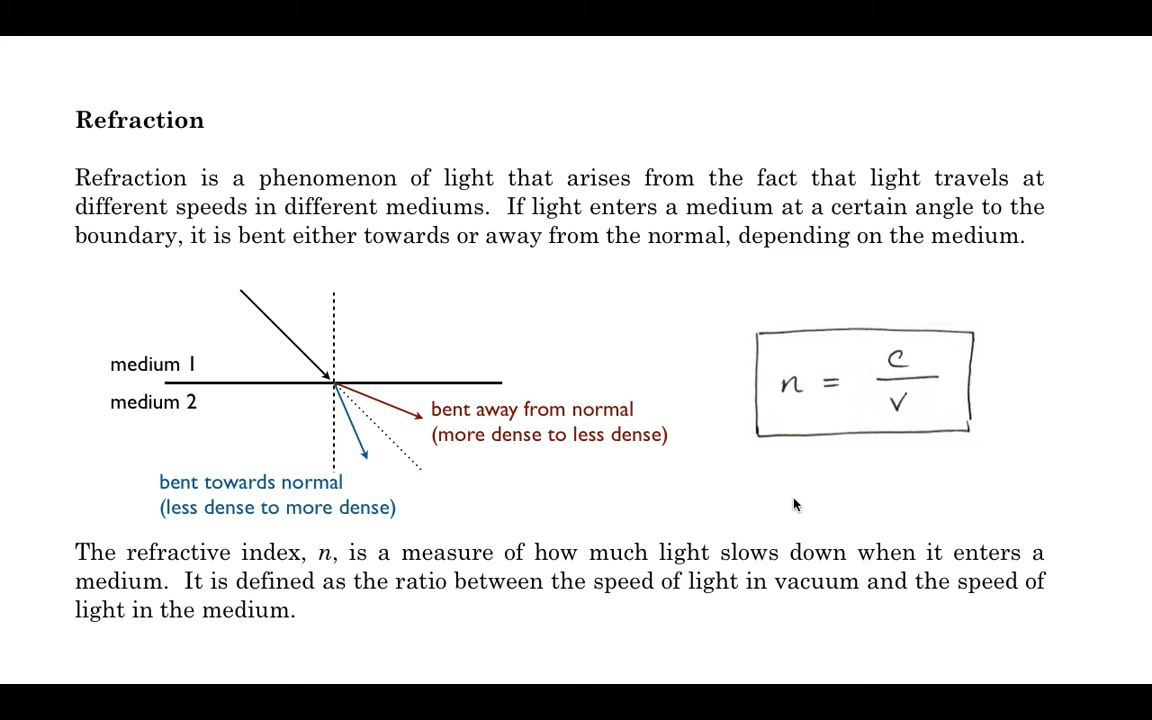 Refraction
Refraction is a phenomenon of light that arises from the fact that light travels at
different speeds in different mediums. If light enters a medium at a certain angle to the
boundary, it is bent either towards or away from the normal, depending on the medium.
medium 1
medium 2
bent away from normal
(more dense to less dense)
bent towards normal
(less dense to more dense)
n = c / v
The refractive index, n, is a measure of how much light slows down when it enters a
medium. It is defined as the ratio between the speed of light in vacuum and the speed of
light in the medium.